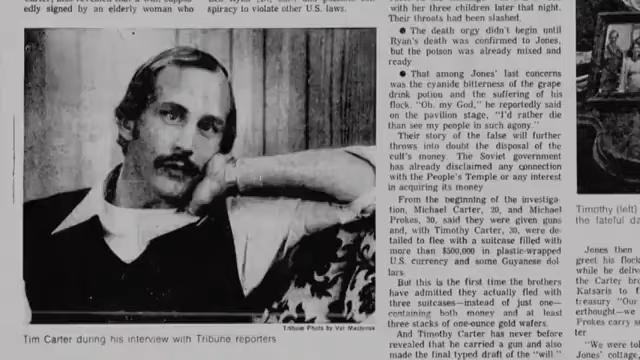 edly signed by an elderly woman who
spiracy to violate other U.S. laws.
Tribune Photo by Val Mazzenga
Tim Carter during his interview with Tribune reporters
with her three children later that night.
Their throats had been slashed.
● The death orgy didn't begin until
Ryan's death was confirmed to Jones,
but the poison was already mixed and
ready
● That among Jones' last concerns
was the cyanide bitterness of the grape
drink potion and the suffering of his
flock. "Oh, my God," he reportedly said
on the pavilion stage, "I'd rather die
than see my people in such agony."
Their story of the false will further
throws into doubt the disposal of the
cult's money. The Soviet government
has already disclaimed any connection
with the People's Temple or any interest
in acquiring its money
From the beginning of the investiga-
tion, Michael Carter, 20, and Michael
Prokes, 30, said they were given guns
and, with Timothy Carter, 30, were de-
tailed to flee with a suitcase filled with
more than $500,000 in plastic-wrapped
U.S. currency and some Guyanese dol
lars.
But this is the first time the brothers
have admitted they actually fled with
three suitcases—instead of just one—
containing both money and at least
three stacks of one-ounce gold wafers.
And Timothy Carter has never before
revealed that he carried a gun and also
made the final typed draft of the "will"
Timothy (left)
the fateful da
Jones then
greet his flock
while he deliv
the Carter br
Katsaris to f
treasury "Our
erthought—we
Prokes carry w
ter
"We were to
Jones' cottage